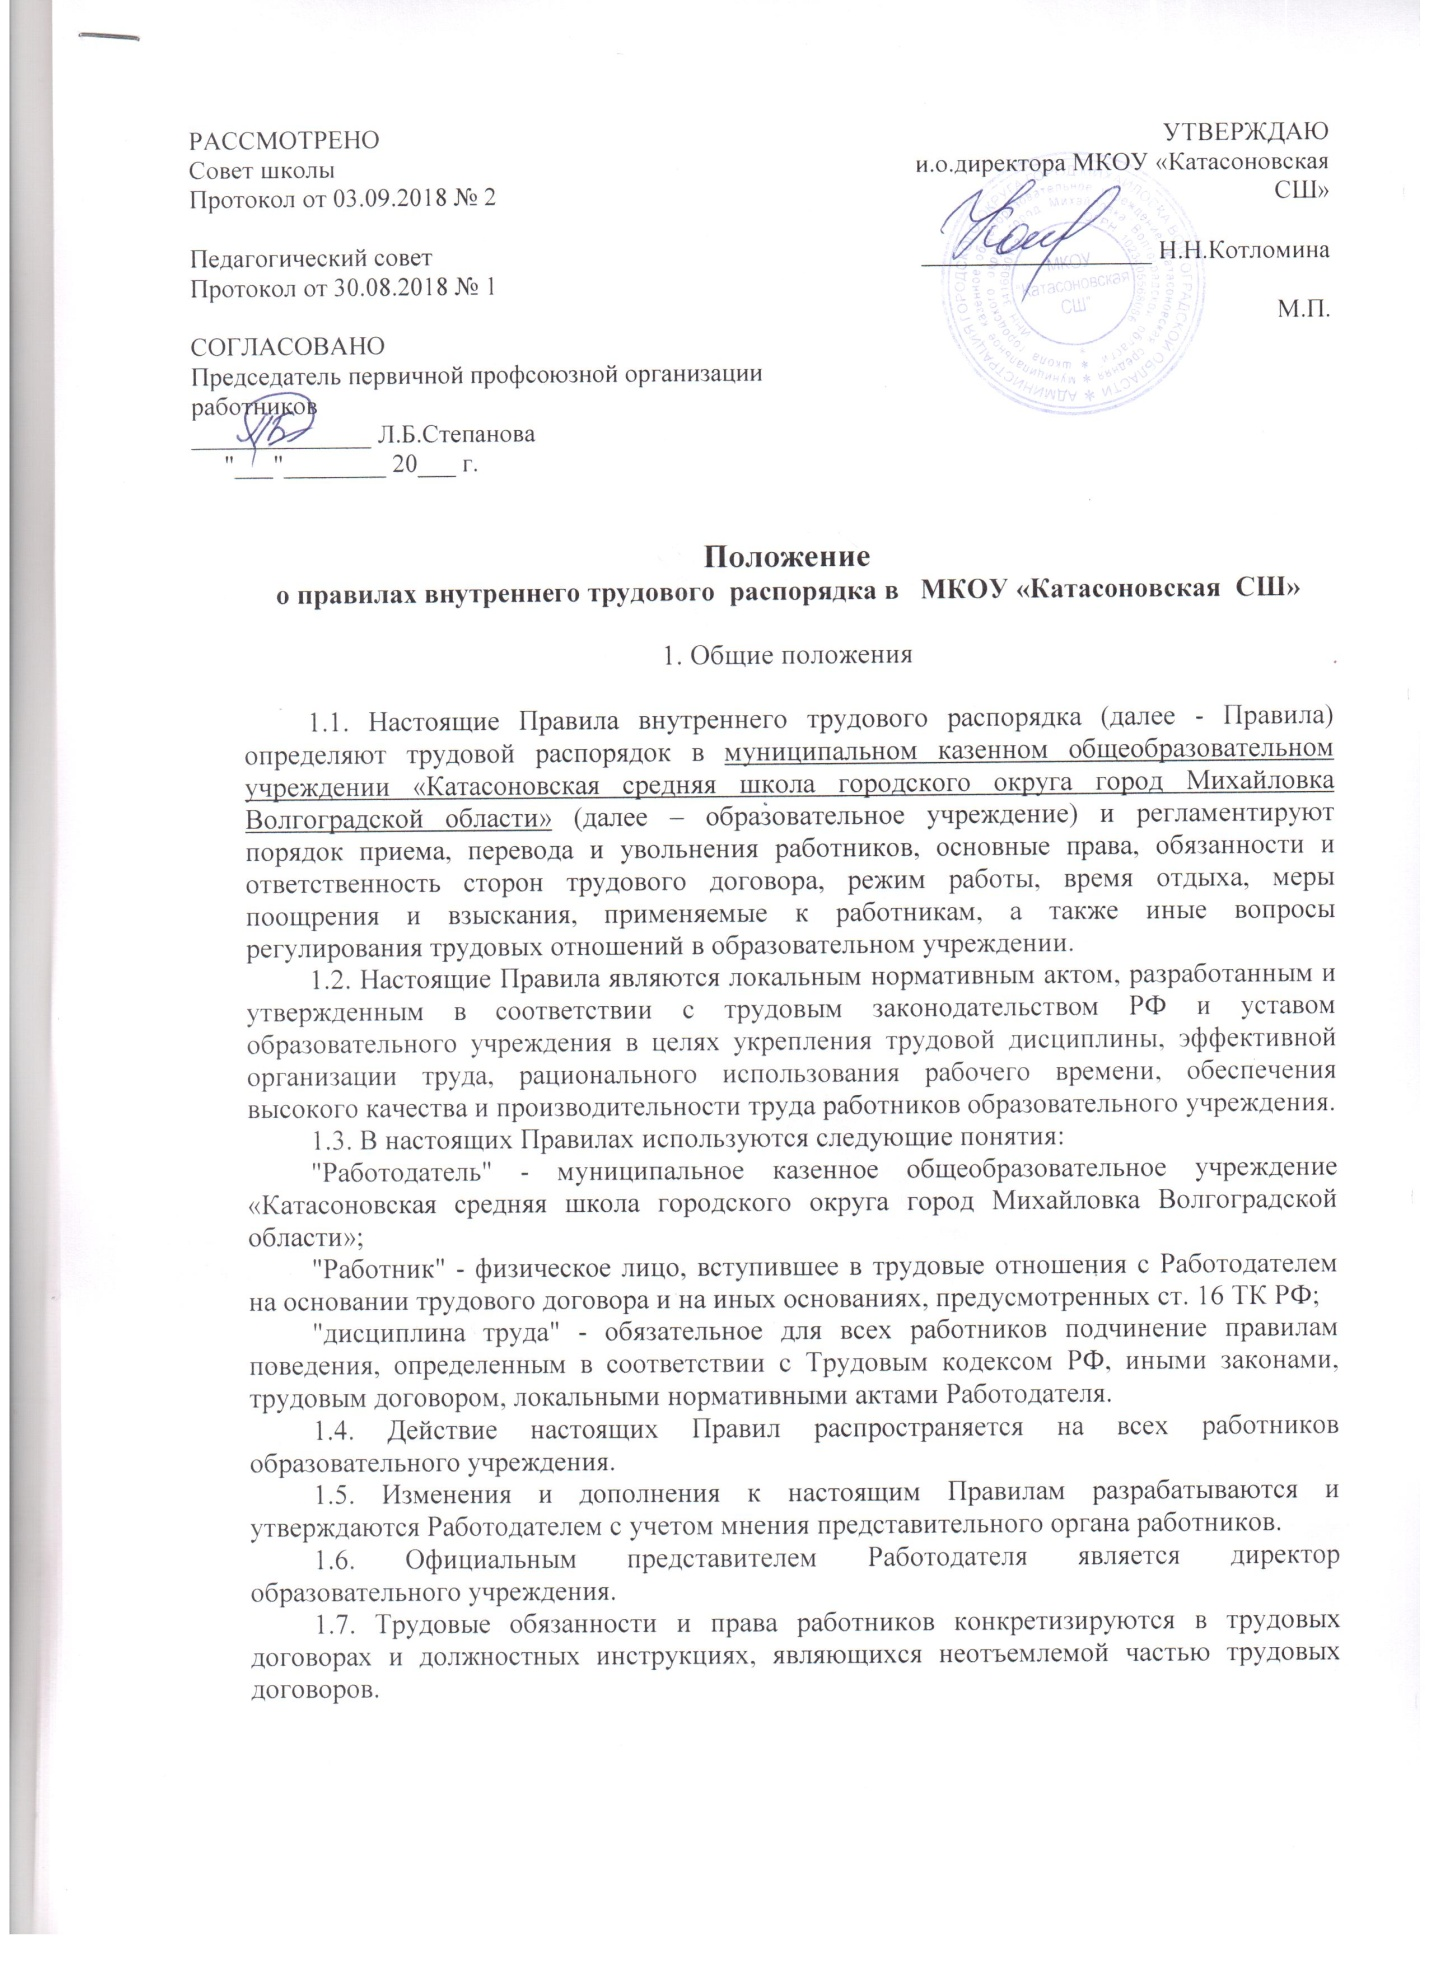 РАССМОТРЕНО
Совет школы
Протокол от 03.09.2018 № 2
Педагогический совет
Протокол от 30.08.2018 № 1
СОГЛАСОВАНО
Председатель первичной профсоюзной организации
работников
______________ Л.Б.Степанова
"___"________ 20___ г.
УТВЕРЖДАЮ
и.о.директора МКОУ «Катасоновская
СШ»
__________________ Н.Н.Котломина
М.П.
МКОУ
"Катасоновская
СШ"
Положение
о правилах внутреннего трудового распорядка в МКОУ «Катасоновская СШ»
1. Общие положения
1.1. Настоящие Правила внутреннего трудового распорядка (далее - Правила)
определяют трудовой распорядок в муниципальном казенном общеобразовательном
учреждении «Катасоновская средняя школа городского округа город Михайловка
Волгоградской области» (далее – образовательное учреждение) и регламентируют
порядок приема, перевода и увольнения работников, основные права, обязанности и
ответственность сторон трудового договора, режим работы, время отдыха, меры
поощрения и взыскания, применяемые к работникам, а также иные вопросы
регулирования трудовых отношений в образовательном учреждении.
1.2. Настоящие Правила являются локальным нормативным актом, разработанным и
утвержденным в соответствии с трудовым законодательством РФ и уставом
образовательного учреждения в целях укрепления трудовой дисциплины, эффективной
организации труда, рационального использования рабочего времени, обеспечения
высокого качества и производительности труда работников образовательного учреждения.
1.3. В настоящих Правилах используются следующие понятия:
"Работодатель" - муниципальное казенное общеобразовательное учреждение
«Катасоновская средняя школа городского округа город Михайловка Волгоградской
области»;
"Работник" - физическое лицо, вступившее в трудовые отношения с Работодателем
на основании трудового договора и на иных основаниях, предусмотренных ст. 16 ТК РФ;
"дисциплина труда" - обязательное для всех работников подчинение правилам
поведения, определенным в соответствии с Трудовым кодексом РФ, иными законами,
трудовым договором, локальными нормативными актами Работодателя.
1.4. Действие настоящих Правил распространяется на всех работников
образовательного учреждения.
1.5. Изменения и дополнения к настоящим Правилам разрабатываются и
утверждаются Работодателем с учетом мнения представительного органа работников.
1.6. Официальным представителем Работодателя является директор
образовательного учреждения.
1.7. Трудовые обязанности и права работников конкретизируются в трудовых
договорах и должностных инструкциях, являющихся неотъемлемой частью трудовых
договоров.